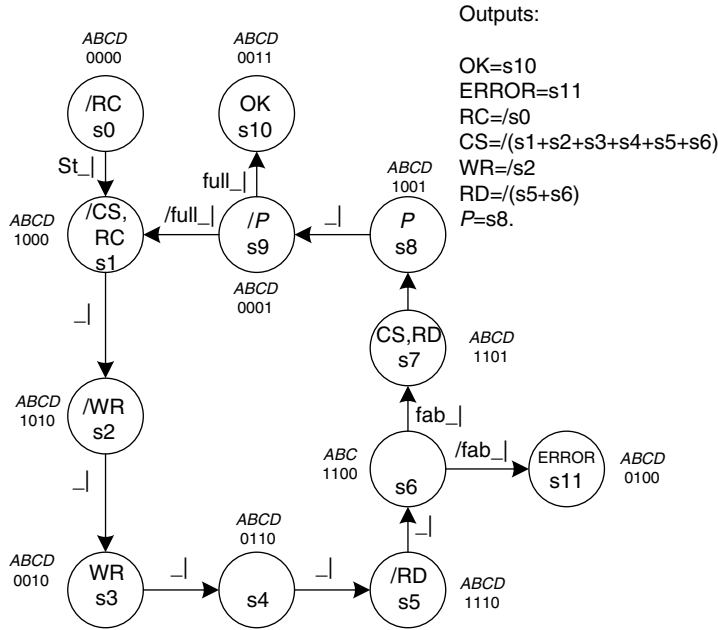 Outputs:
OK=s10
ERROR=s11
RC=/s0
CS=/(s1+s2+s3+s4+s5+s6)
WR=/s2
RD=/(s5+s6)
P=s8.
ABCD
0000
/RC
s0
St_|
ABCD
0011
OK
s10
full_|
ABCD
1000
/CS,
RC
s1
/full_|
/P
s9
ABCD
0001
_|
ABCD
1001
P
s8
_|
CS,RD
s7
ABCD
1101
ABCD
1010
/WR
s2
fab_|
ABC
1100
s6
/fab_|
ERROR
s11
ABCD
0100
_|
_|
ABCD
0010
WR
s3
_|
ABCD
0110
s4
_|
/RD
s5
ABCD
1110